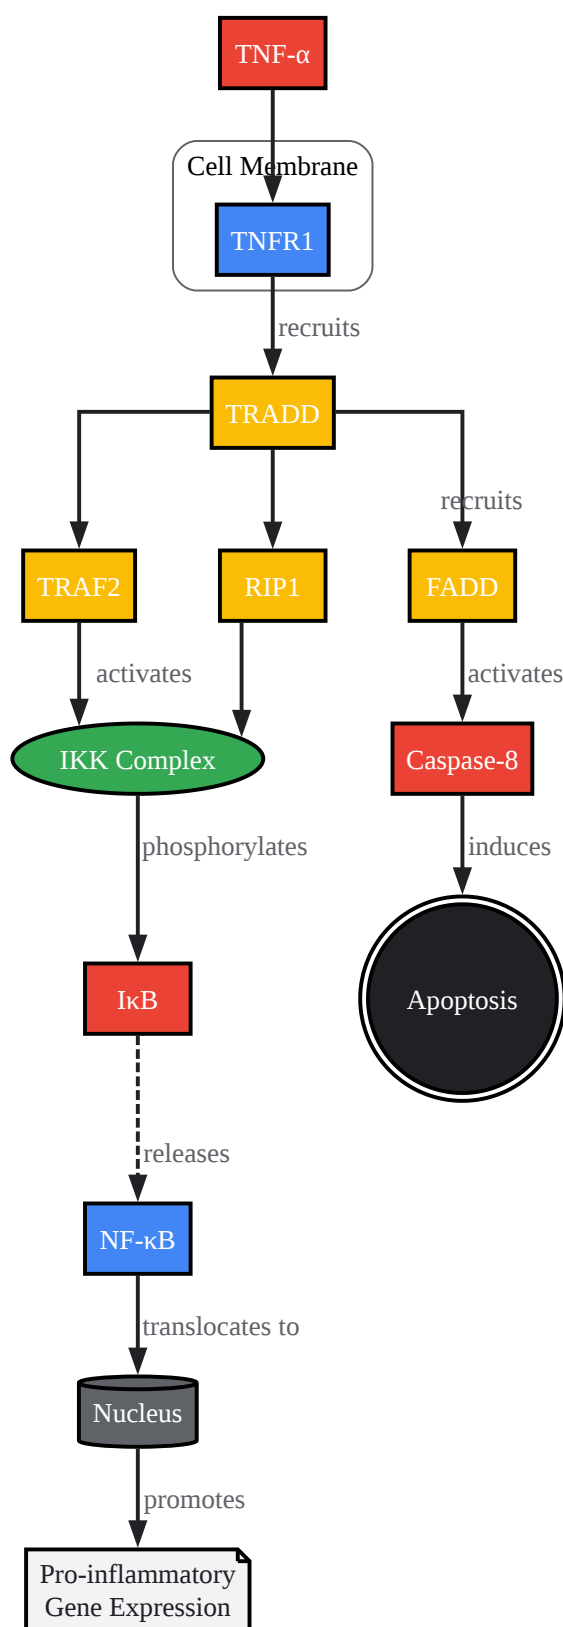 TNF-α
Cell Membrane
TNFR1
recruits
TRADD
recruits
TRAF2
RIP1
FADD
activates
activates
IKK Complex
Caspase-8
phosphorylates
induces
IκB
Apoptosis
releases
NF-κB
translocates to
Nucleus
promotes
Pro-inflammatory
Gene Expression